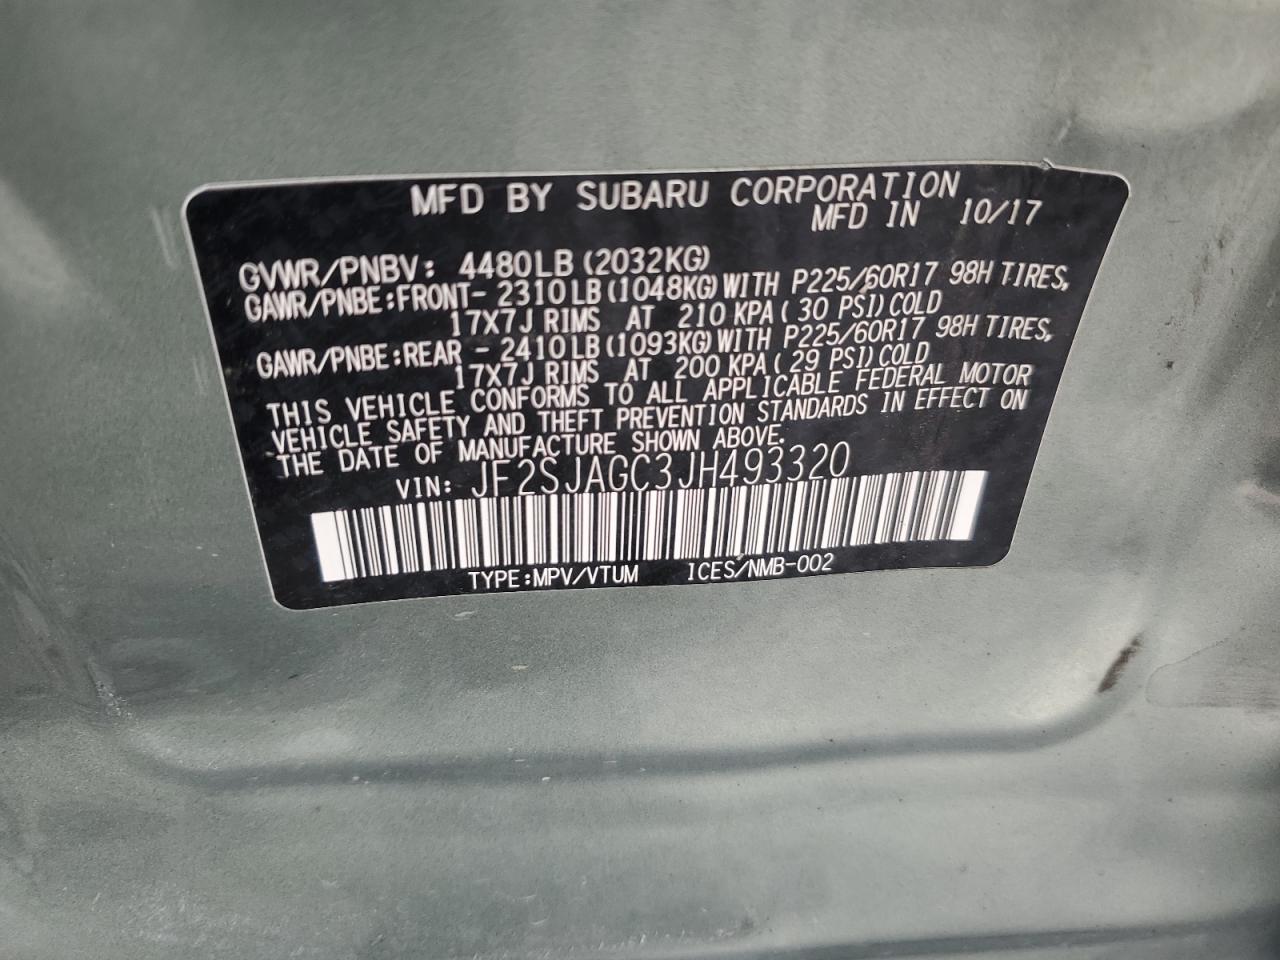 MFD BY SUBARU CORPORATION
MFD IN 10/17
GVWR/PNBV: 4480LB (2032KG)
GAWR/PNBE:FRONT- 2310LB (1048KG) WITH P225/60R17 98H TIRES,
17X7J RIMS AT 210 KPA ( 30 PSI) COLD
GAWR/PNBE:REAR - 2410LB (1093KG) WITH P225/60R17 98H TIRES,
17X7J RIMS AT 200 KPA ( 29 PSI) COLD
THIS VEHICLE CONFORMS TO ALL APPLICABLE FEDERAL MOTOR
VEHICLE SAFETY AND THEFT PREVENTION STANDARDS IN EFFECT ON
THE DATE OF MANUFACTURE SHOWN ABOVE.
VIN: JF2SJAGC3JH493320
TYPE:MPV/VTUM ICES/NMB-002